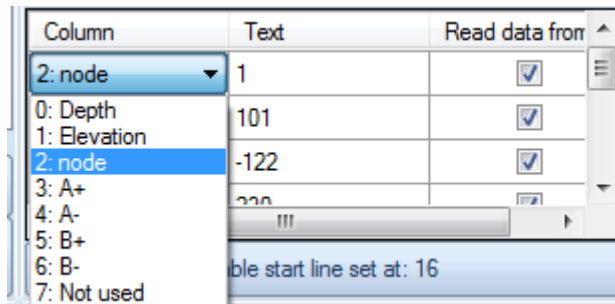 Column Text Read data from
2: node 1
0: Depth 101
1: Elevation
2: node -122
3: A+
4: A-
5: B+
6: B- ble start line set at: 16
7: Not used